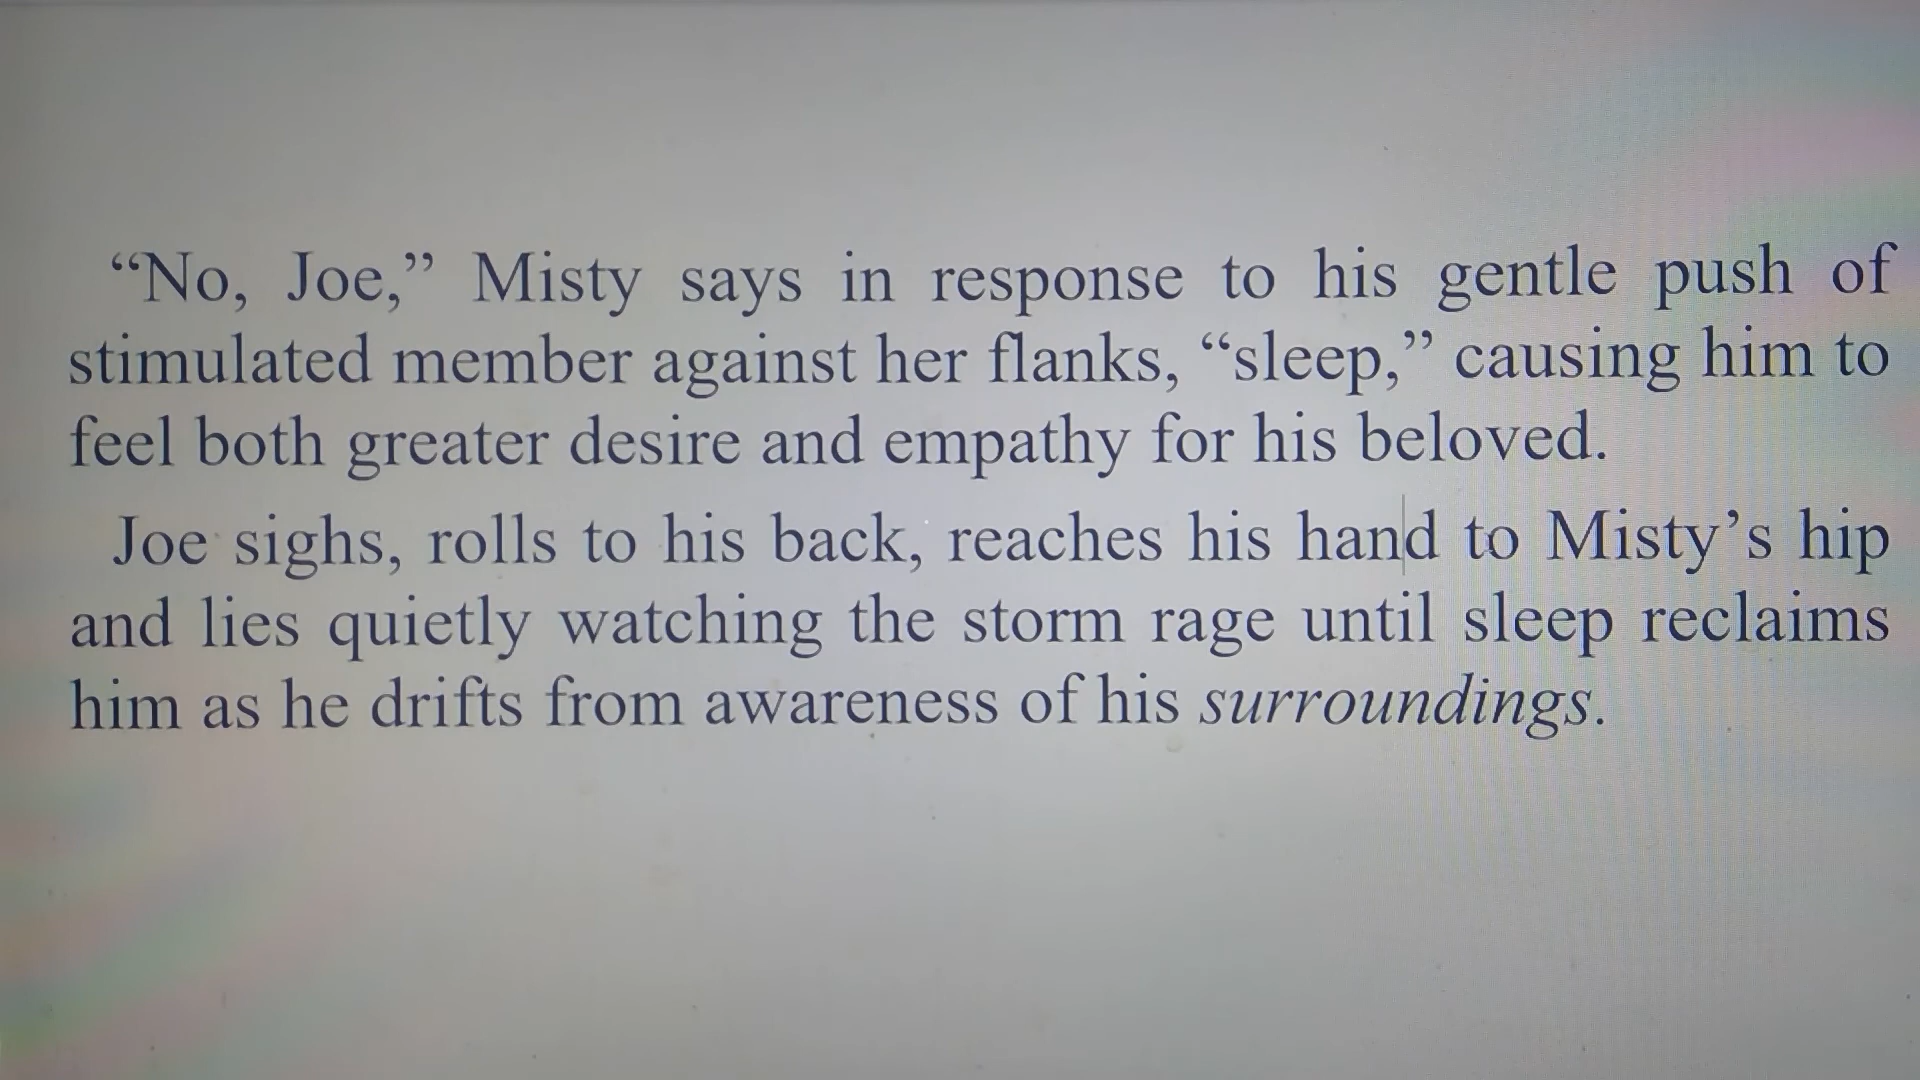 “No, Joe,” Misty says in response to his gentle push of
stimulated member against her flanks, “sleep,” causing him to
feel both greater desire and empathy for his beloved.
Joe sighs, rolls to his back, reaches his hand to Misty’s hip
and lies quietly watching the storm rage until sleep reclaims
him as he drifts from awareness of his surroundings.